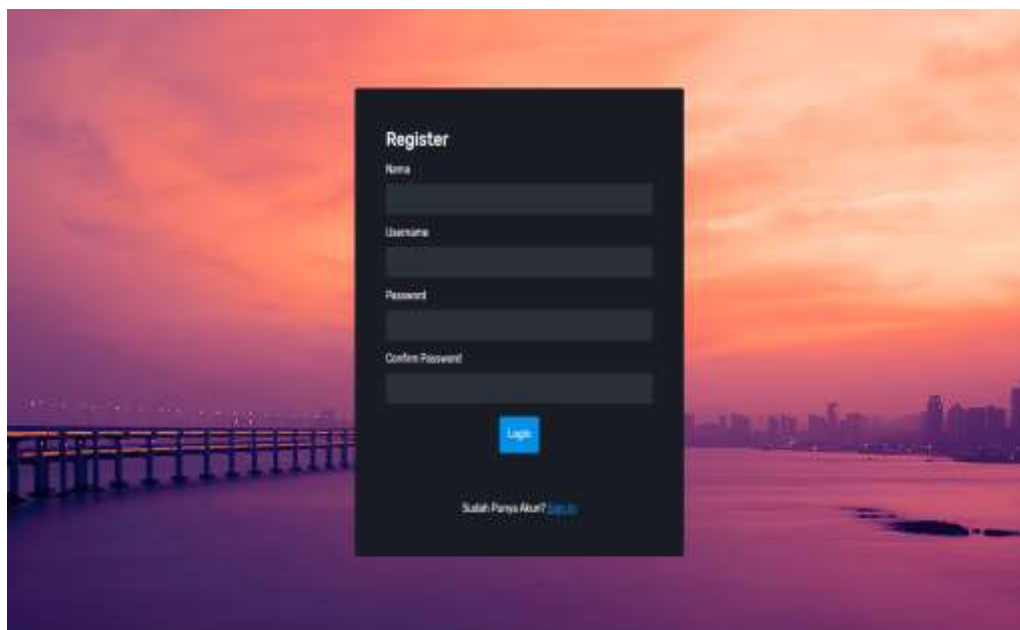 Register
Nama
Username
Password
Confirm Password
Login
Sudah Punya Akun? Sign In